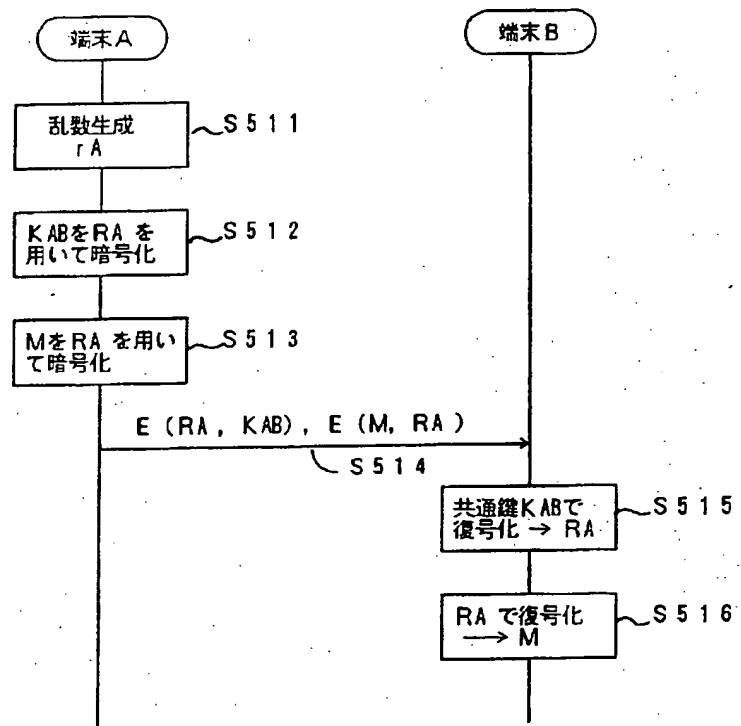 端末A
端末B
乱数生成
rA
S511
KABをRA を
用いて暗号化
S512
MをRA を用い
て暗号化
S513
E (RA , KAB) , E (M, RA )
S514
共通鍵KABで
復号化 → RA
S515
RA で復号化
→ M
S516